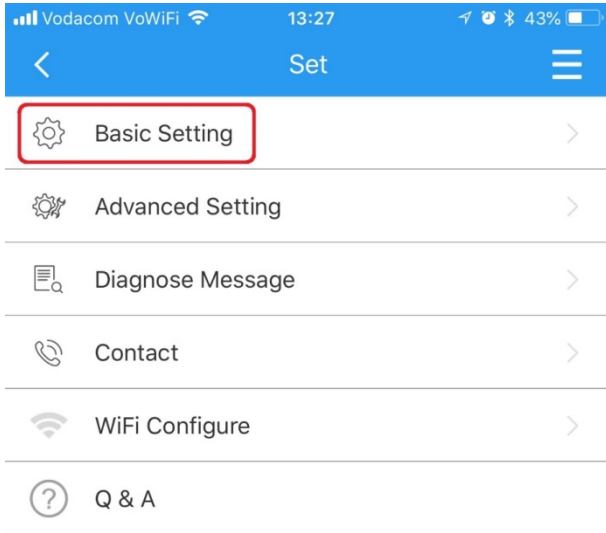 Vodacom VoWiFi 13:27 43%
Set
Basic Setting
Advanced Setting
Diagnose Message
Contact
WiFi Configure
Q & A